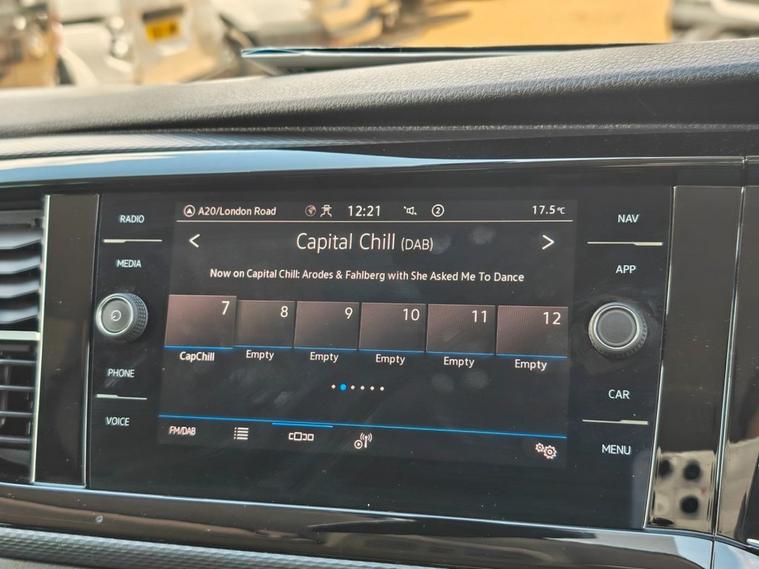 A20/London Road 12:21 2 17.5°C
RADIO
MEDIA
PHONE
VOICE
< Capital Chill (DAB) >
Now on Capital Chill: Arodes & Fahlberg with She Asked Me To Dance
7 8 9 10 11 12
CapChill Empty Empty Empty Empty Empty
FM/DAB
NAV
APP
CAR
MENU